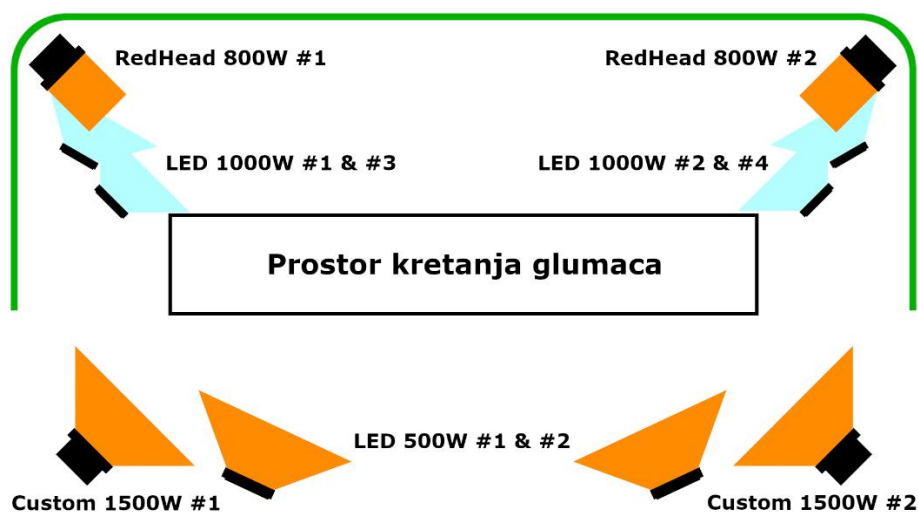 RedHead 800W #1
RedHead 800W #2
LED 1000W #1 & #3
LED 1000W #2 & #4
Prostor kretanja glumaca
LED 500W #1 & #2
Custom 1500W #1
Custom 1500W #2